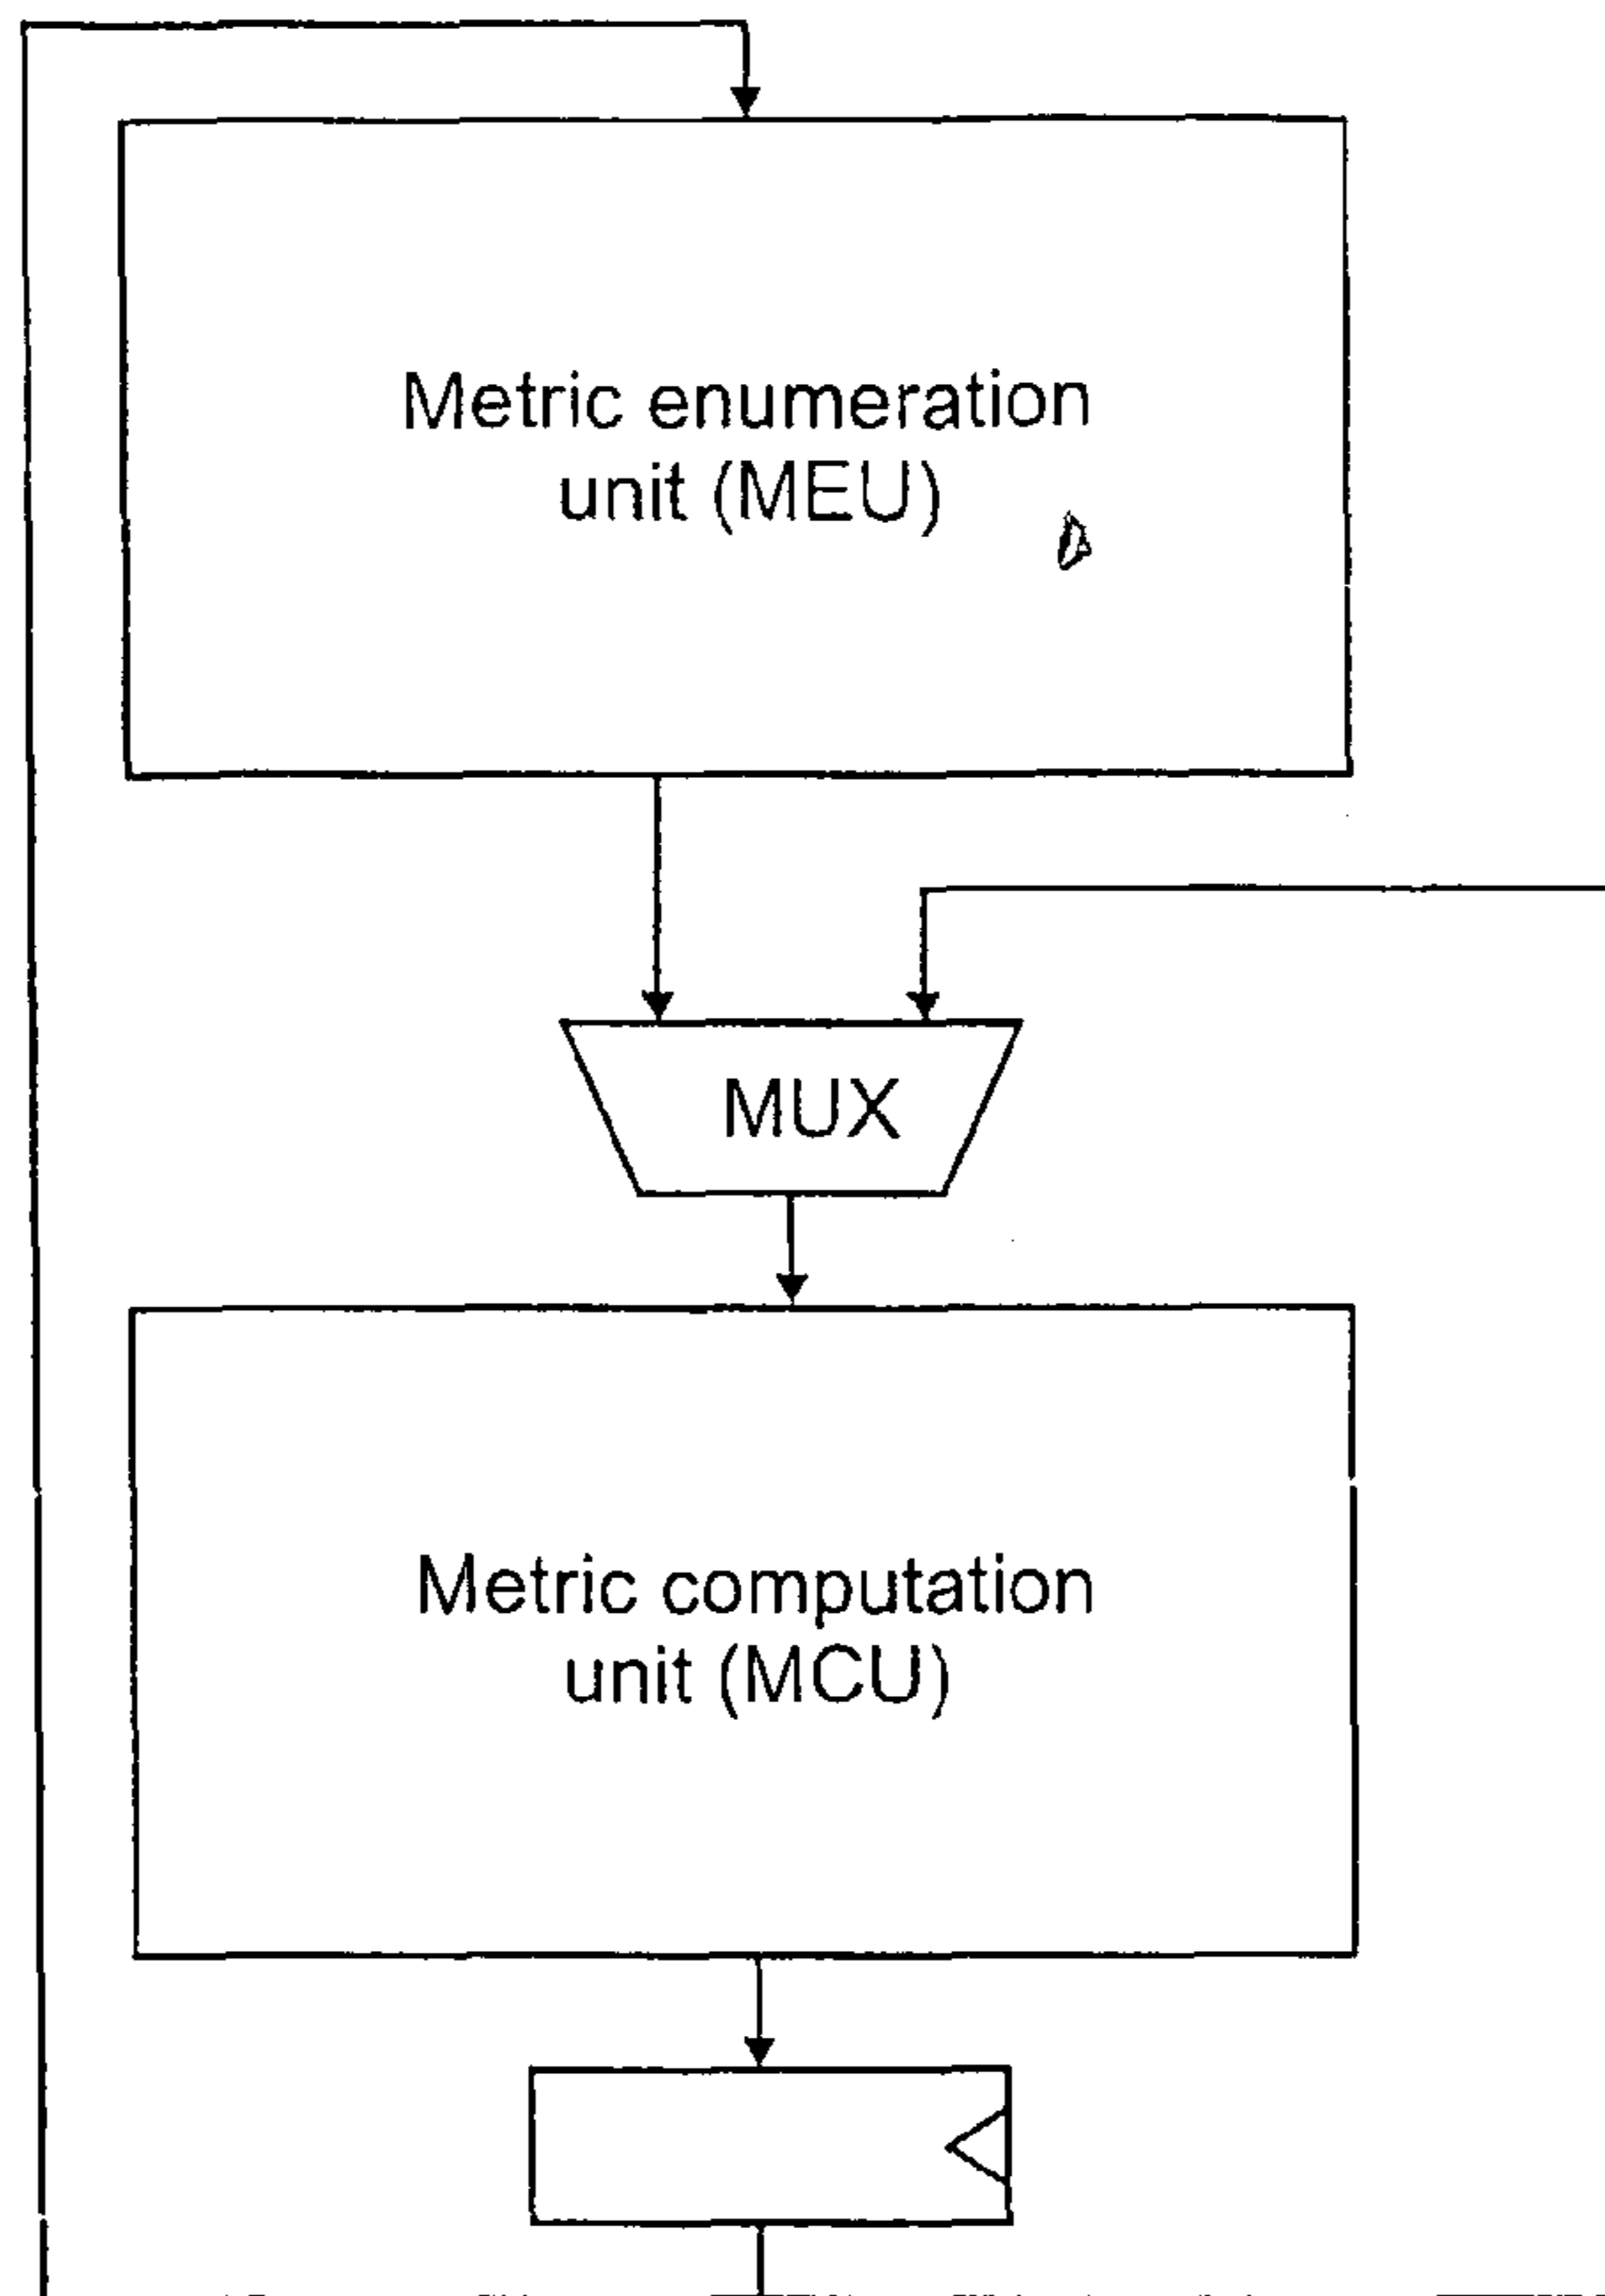 Metric enumeration
unit (MEU)
MUX
Metric computation
unit (MCU)